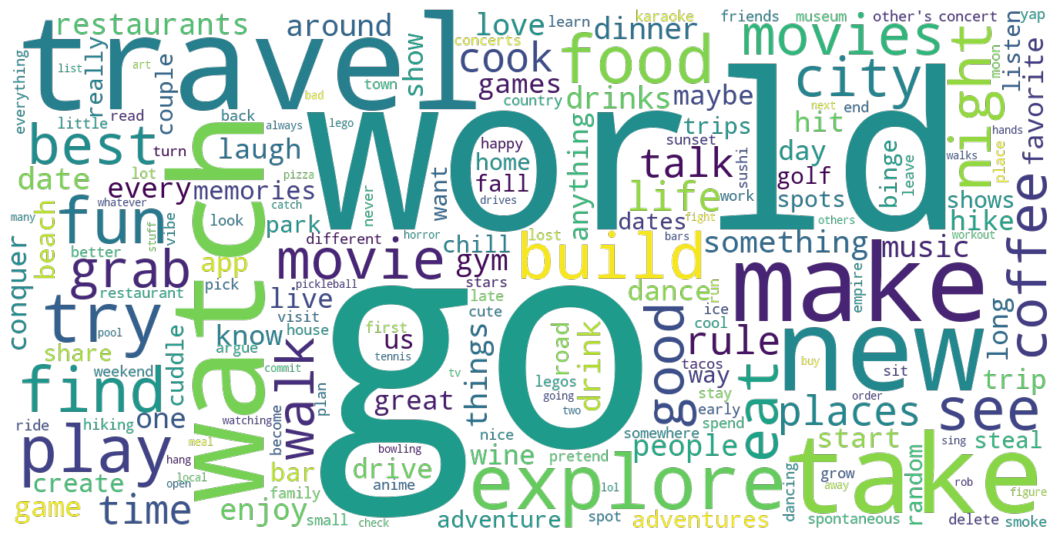 travel
world
go
watch
make
new
take
explore
build
food
movies
city
night
restaurants
around
love
cook
show
games
dinner
karaoke
friends
museum
other's
concert
yap
learn
concerts
listen
moon
favorite
everything
list
art
really
couple
town
bad
country
drinks
maybe
trips
hit
next
end
binge
leave
hands
place
walks
little
read
back
always
lego
happy
sunset
best
turn
laugh
home
talk
day
golf
work
sushi
shows
date
lot
pizza
fall
life
spots
hike
every
memories
want
never
drives
anything
dates
fight
others
workout
many
whatever
catch
look
park
fun
stuff
vibe
different
horror
chill
lost
bars
something
music
conquer
beach
better
grab
app
movie
gym
pickleball
stars
dance
run
ice
empire
coffee
long
restaurant
pick
live
visit
late
cute
cool
try
pool
know
house
us
first
things
road
drink
good
rule
tacos
buy
sit
share
cuddle
argue
walk
tennis
legos
way
trip
find
weekend
commit
plan
tv
going
two
stay
early
spend
order
places
see
hiking
one
watching
become
great
nice
somewhere
eat
people
start
sing
steal
play
ride
meal
hang
local
open
bar
drive
bowling
anime
wine
pretend
grow
away
rob
figure
create
family
lol
random
game
time
enjoy
small
check
adventure
spot
adventures
dancing
spontaneous
delete
smoke